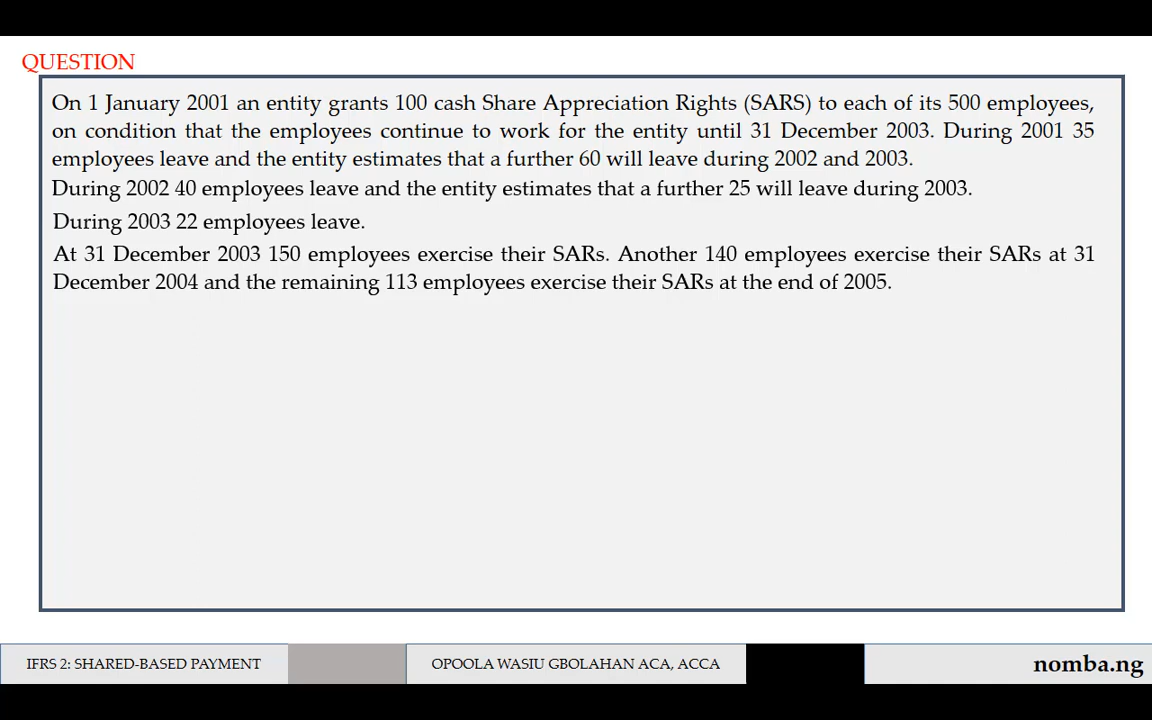 QUESTION
On 1 January 2001 an entity grants 100 cash Share Appreciation Rights (SARS) to each of its 500 employees,
on condition that the employees continue to work for the entity until 31 December 2003. During 2001 35
employees leave and the entity estimates that a further 60 will leave during 2002 and 2003.
During 2002 40 employees leave and the entity estimates that a further 25 will leave during 2003.
During 2003 22 employees leave.
At 31 December 2003 150 employees exercise their SARs. Another 140 employees exercise their SARs at 31
December 2004 and the remaining 113 employees exercise their SARs at the end of 2005.
IFRS 2: SHARED-BASED PAYMENT
OPOOLA WASIU GBOLAHAN ACA, ACCA
nomba.ng